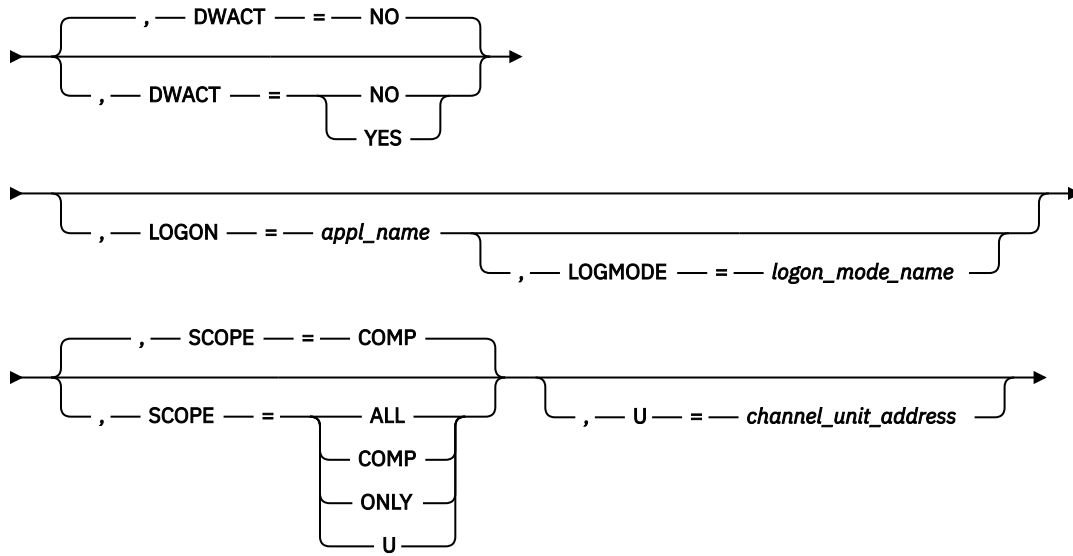 , DWACT = NO
, DWACT = NO
YES
, LOGON = appl_name
, LOGMODE = logon_mode_name
, SCOPE = COMP
, SCOPE = ALL
, U = channel_unit_address
COMP
ONLY
U